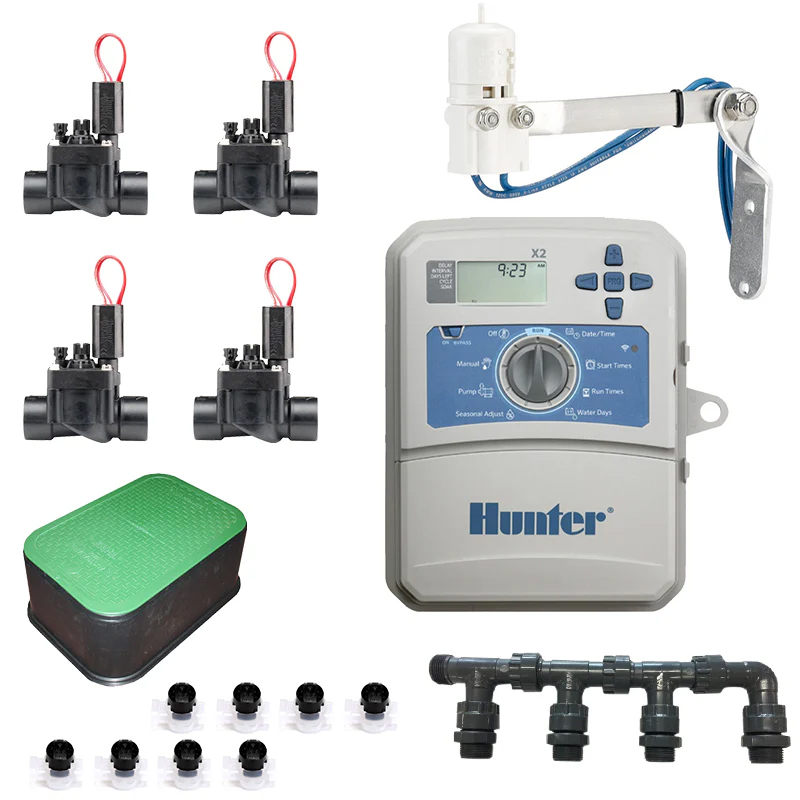 X2
DELAY
INTERVAL
DAYS LEFT
CYCLE
SOAK
9:23 AM
PRG
ON BYPASS
Off
RUN
Date/Time
Manual
Start Times
Pump
Run Times
Seasonal Adjust
Water Days
Hunter®